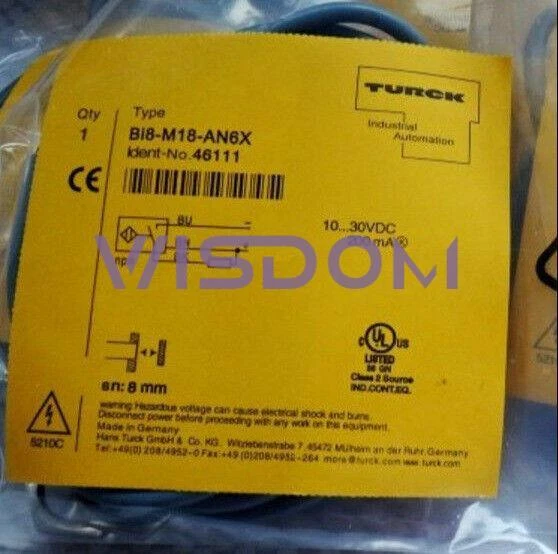 TURCK
Industrial
Automation
Qty
Type
1
Bi8-M18-AN6X
Ident-No. 46111
CE
BU
10...30VDC
200 mA
WISDOM
npn
UL
C US
LISTED
Class 2 Source
IND.CONT.EQ.
sn: 8 mm
5210C
warning: Hazardous voltage can cause electrical shock and burns.
Disconnect power before proceeding with any work on this equipment.
Made in Germany
Hans Turck GmbH & Co. KG. Witzlebenstraße 7 45472 Mülheim an der Ruhr, Germany
Tel:+49(0) 208/4952-0 Fax:+49(0)208/4952-264 more@turck.com www.turck.com